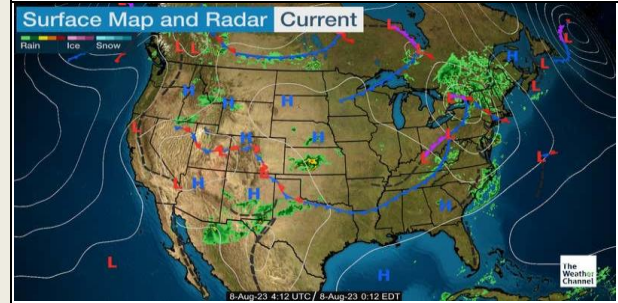 Surface Map and Radar Current
Rain Ice Snow
L L L L L L
H L
H L
H H H L L
L H H L L
L L
H H L
H
L
H
The Weather Channel
8-Aug-23 4:12 UTC / 8-Aug-23 0:12 EDT